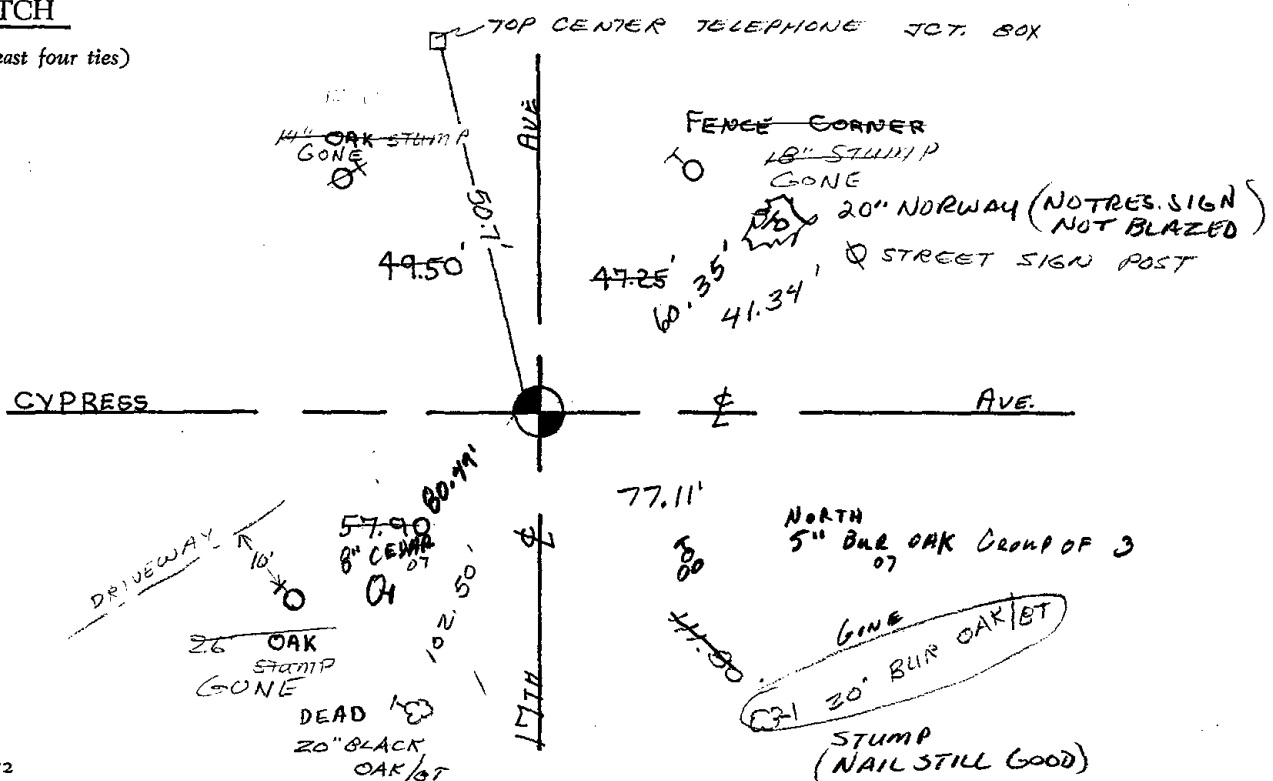 TCH
east four ties)
TOP CENTER TELEPHONE JCT. BOX
14" OAK STUMP
GONE
AVE
FENCE CORNER
18" STUMP
GONE
20" NORWAY (NOTRES. SIGN
NOT BLAZED)
STREET SIGN POST
50.7'
49.50'
47.25'
60.35'
41.34'
CYPRESS
℄
AVE.
80.49'
77.11'
57.90
8" CEDAR
07
NORTH
5" BUR OAK GROUP OF 3
07
DRIVEWAY
10'
26 OAK
STUMP
GONE
102.50'
℄
17TH
GONE
20" BUR OAK/BT
STUMP
(NAIL STILL GOOD)
DEAD
20" BLACK
OAK/BT